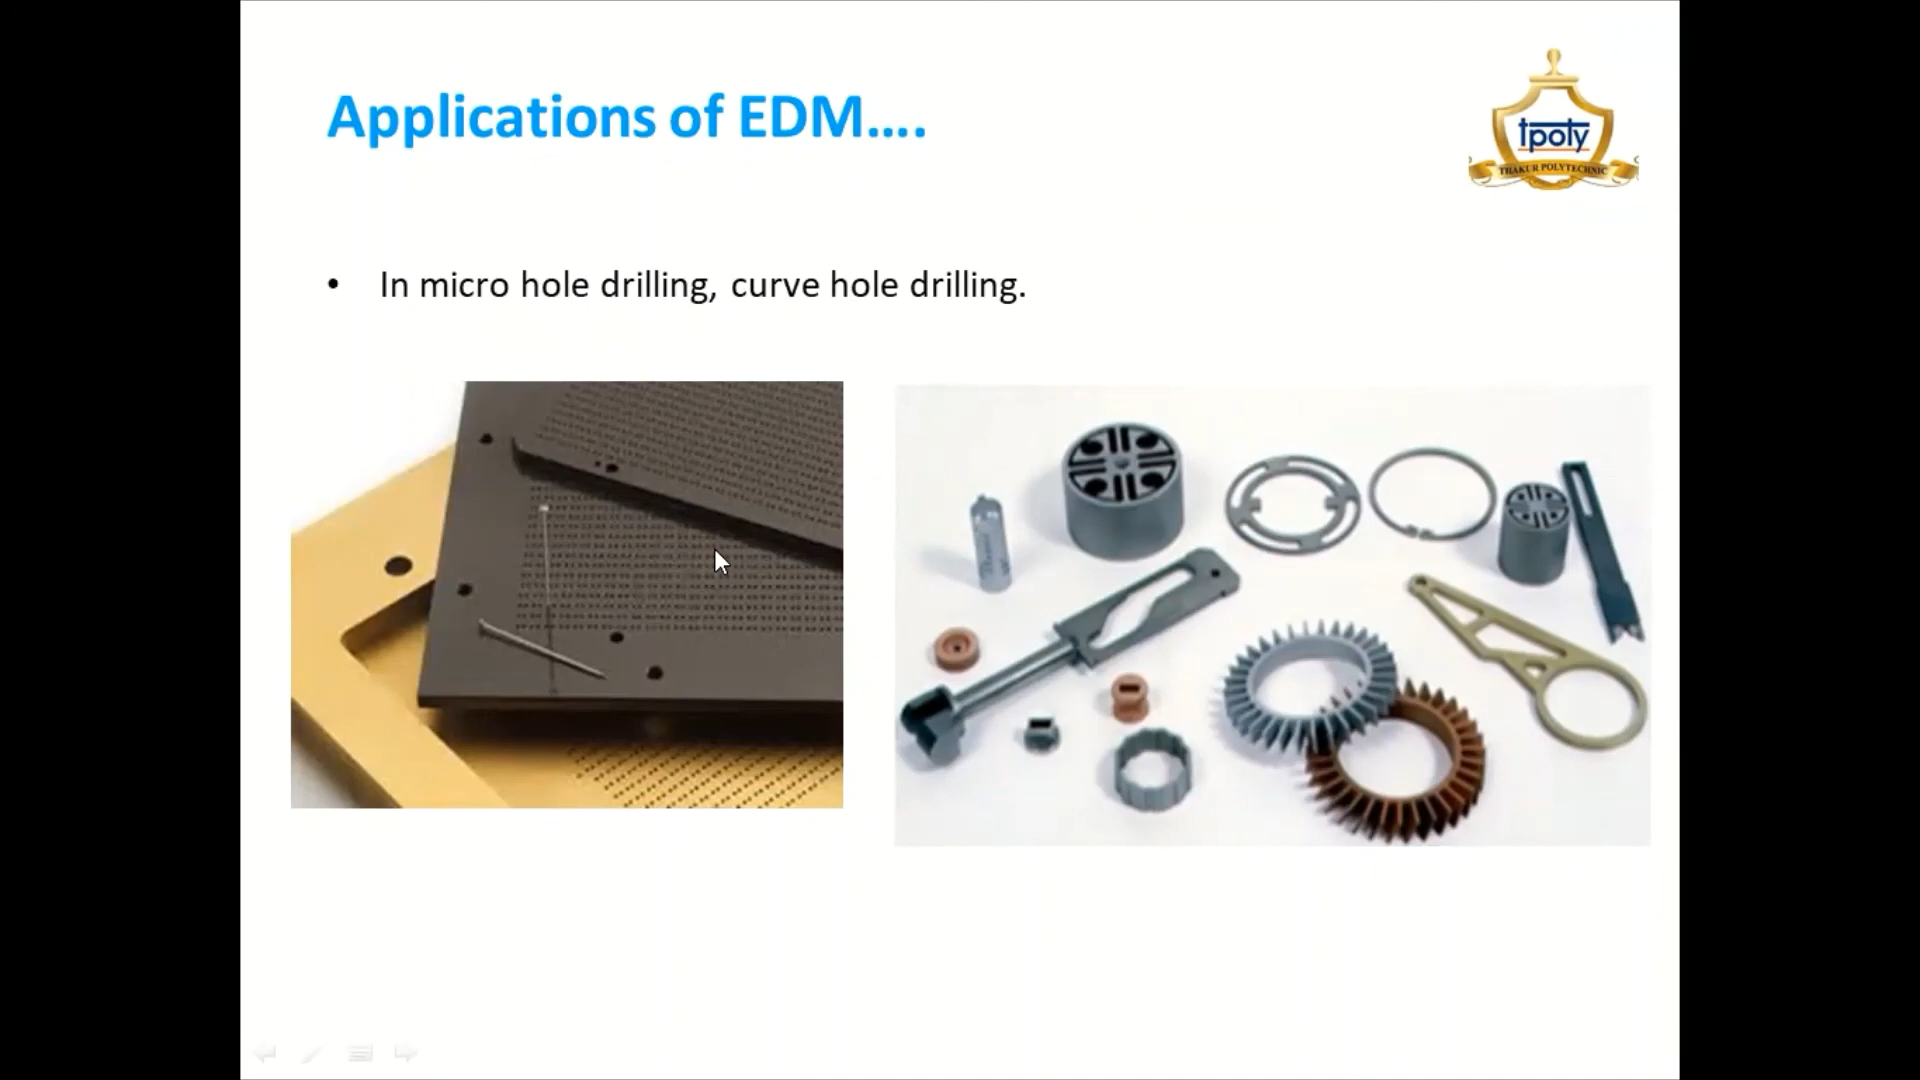 Applications of EDM....
tpoly
THAKUR POLYTECHNIC
• In micro hole drilling, curve hole drilling.